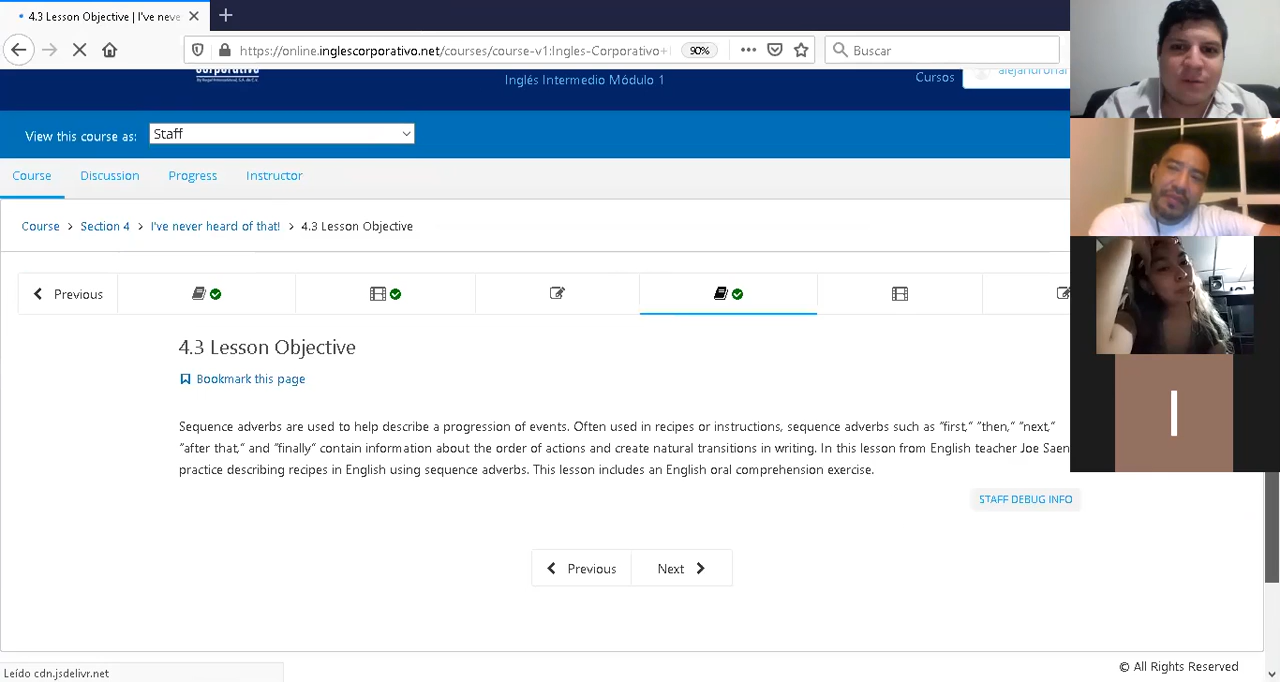 4.3 Lesson Objective | I've neve
https://online.inglescorporativo.net/courses/course-v1:Ingles-Corporativo+
90%
Buscar
Corporativo
Inglés Intermedio Módulo 1
Cursos
View this course as:
Staff
Course
Discussion
Progress
Instructor
Course > Section 4 > I've never heard of that! > 4.3 Lesson Objective
Previous
4.3 Lesson Objective
Bookmark this page
Sequence adverbs are used to help describe a progression of events. Often used in recipes or instructions, sequence adverbs such as "first," "then," "next,"
"after that," and "finally" contain information about the order of actions and create natural transitions in writing. In this lesson from English teacher Joe Saen
practice describing recipes in English using sequence adverbs. This lesson includes an English oral comprehension exercise.
STAFF DEBUG INFO
Previous
Next
© All Rights Reserved
Leído cdn.jsdelivr.net
I